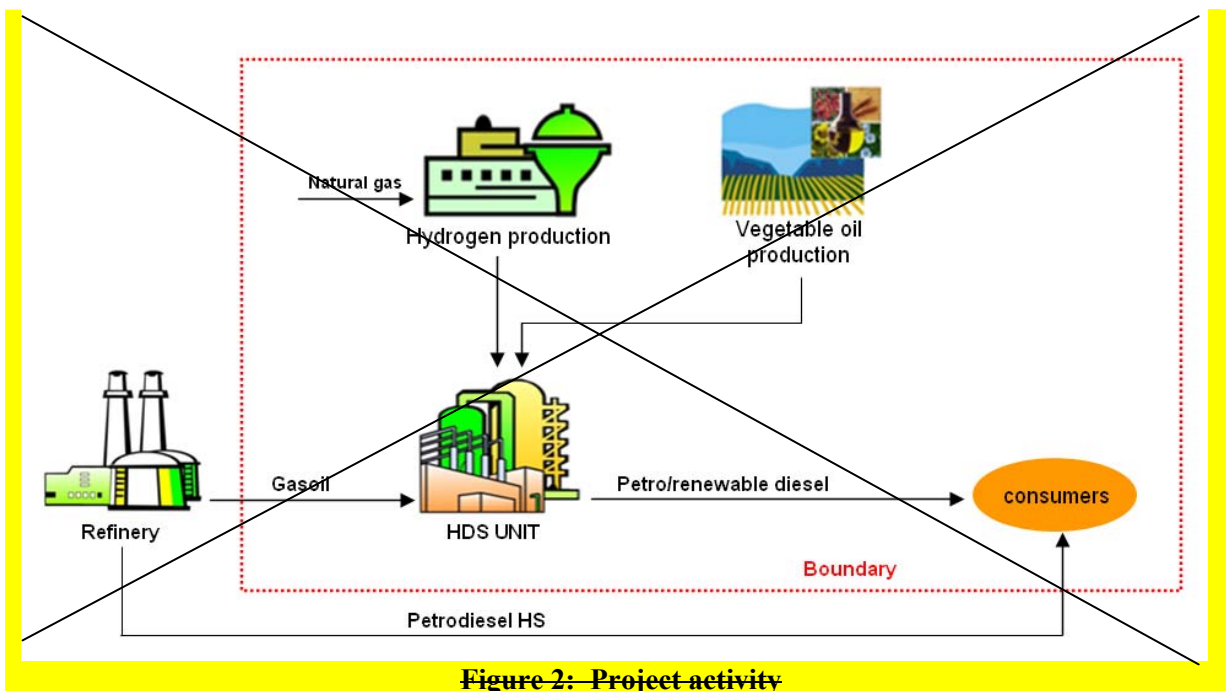 Natural gas
Hydrogen production
Vegetable oil
production
Gasoil
Petro/renewable diesel
consumers
Refinery
HDS UNIT
1
Boundary
Petrodiesel HS
Figure 2: Project activity